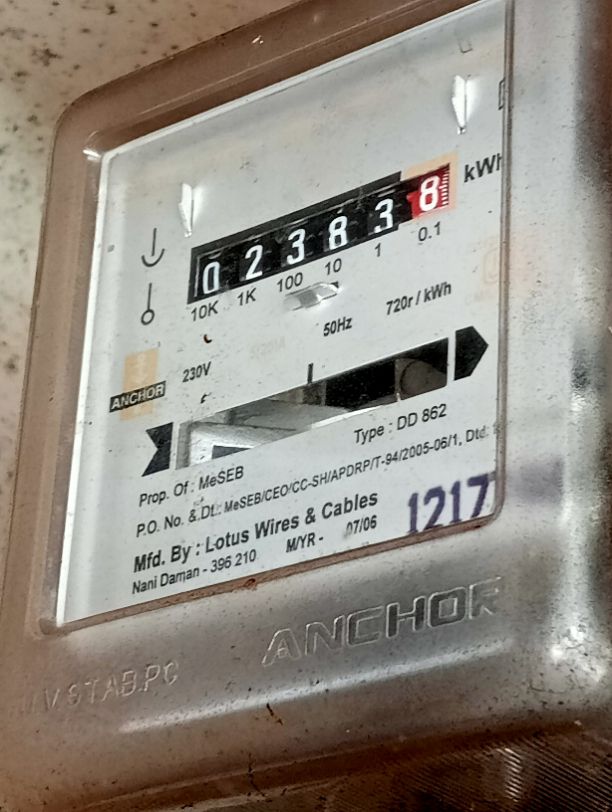 kWh
0 2 3 8 3 8
10K 1K 100 10 1 0.1
50Hz 720r / kWh
230V
ANCHOR
Type : DD 862
Prop. Of : MeSEB
P.O. No. & Dt.: MeSEB/CEO/CC-SH/APDRP/T-94/2005-06/1, Dtd.
Mfd. By : Lotus Wires & Cables
Nani Daman - 396 210 M/YR - 07/06
1217
ANCHOR